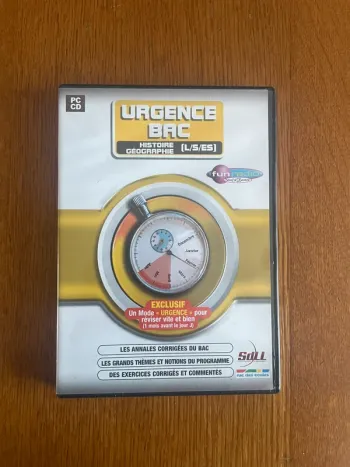 PC
CD
URGENCE
BAC
HISTOIRE
GÉOGRAPHIE
[L/S/ES]
fun radio
EXCLUSIF
Un Mode « URGENCE » pour
réviser vite et bien
(1 mois avant le jour J)
LES ANNALES CORRIGÉES DU BAC
LES GRANDS THÈMES ET NOTIONS DU PROGRAMME
DES EXERCICES CORRIGÉS ET COMMENTÉS